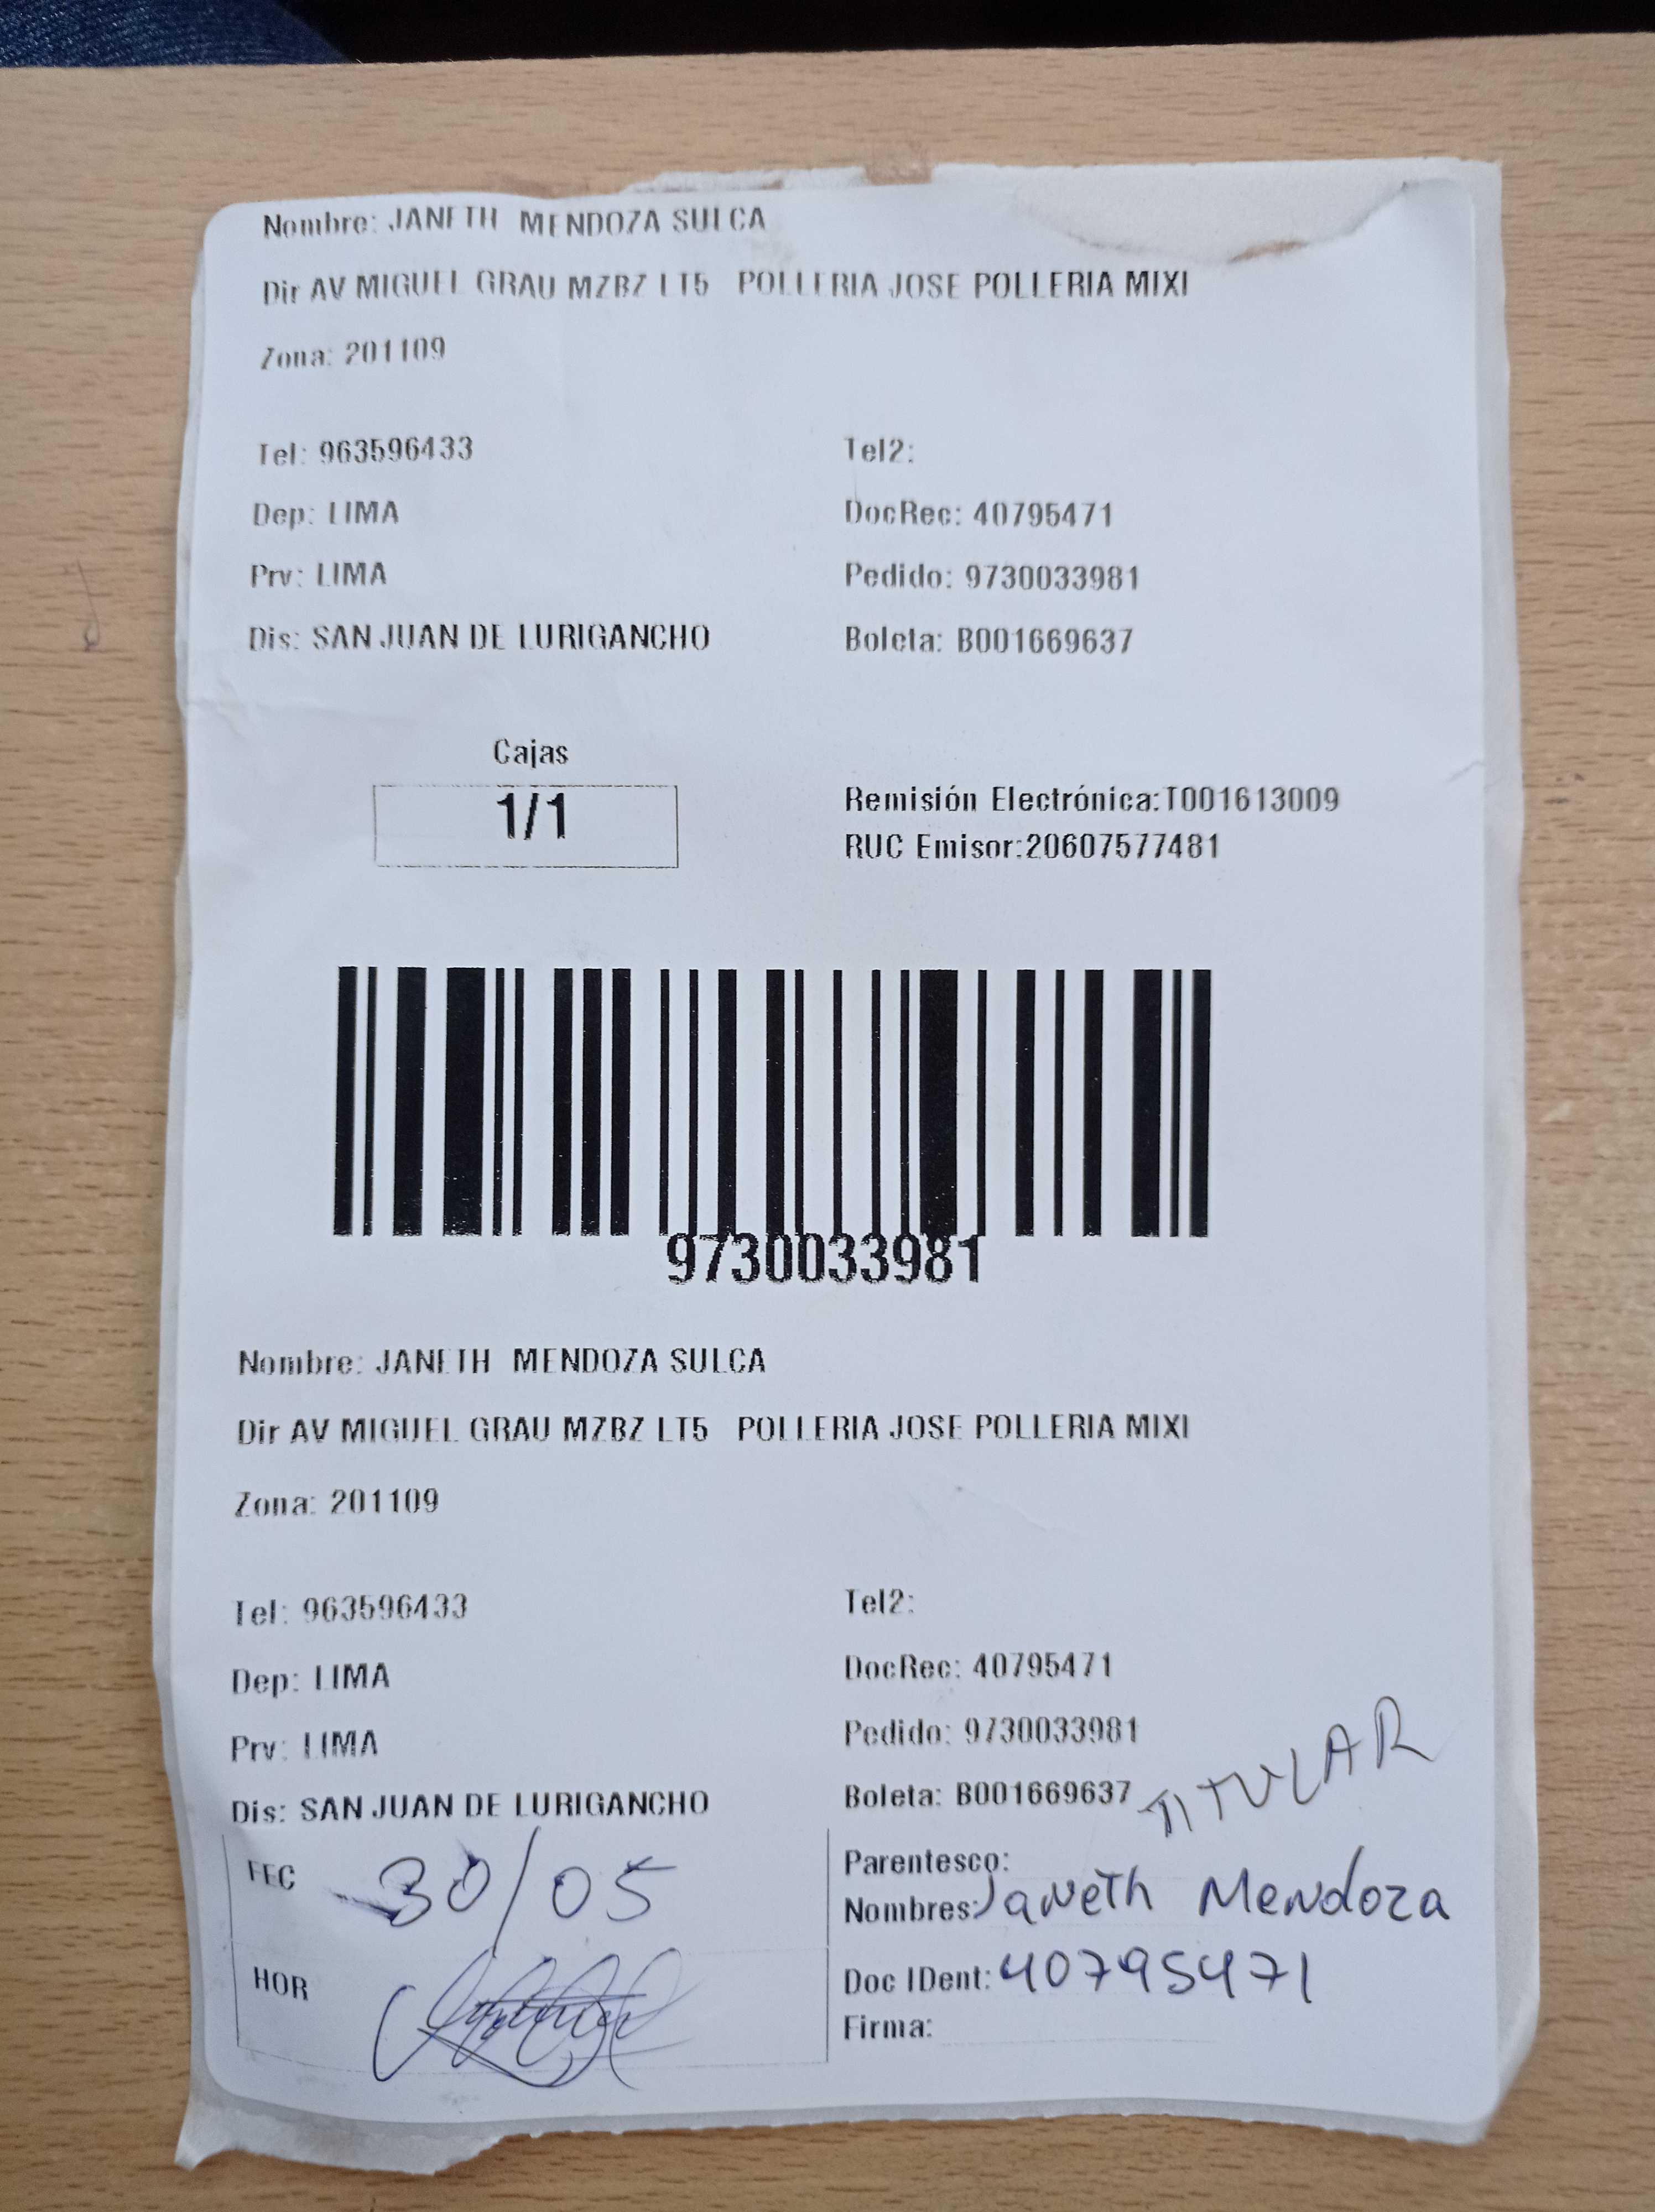 Nombre: JANETH MENDOZA SULCA
Dir AV MIGUEL GRAU MZBZ LT5 POLLERIA JOSE POLLERIA MIXI
Zona: 201109
Tel: 963596433 Tel2:
Dep: LIMA DocRec: 40795471
Prv: LIMA Pedido: 9730033981
Dis: SAN JUAN DE LURIGANCHO Boleta: B001669637
Cajas
1/1
Remisión Electrónica:T001613009
RUC Emisor:20607577481
9730033981
Nombre: JANETH MENDOZA SULCA
Dir AV MIGUEL GRAU MZBZ LT5 POLLERIA JOSE POLLERIA MIXI
Zona: 201109
Tel: 963596433 Tel2:
Dep: LIMA DocRec: 40795471
Prv: LIMA Pedido: 9730033981
Dis: SAN JUAN DE LURIGANCHO Boleta: B001669637
TITULAR
FEC 30/05 Parentesco:
Nombres: Janeth Mendoza
HOR Doc IDent: 40795471
Firma: